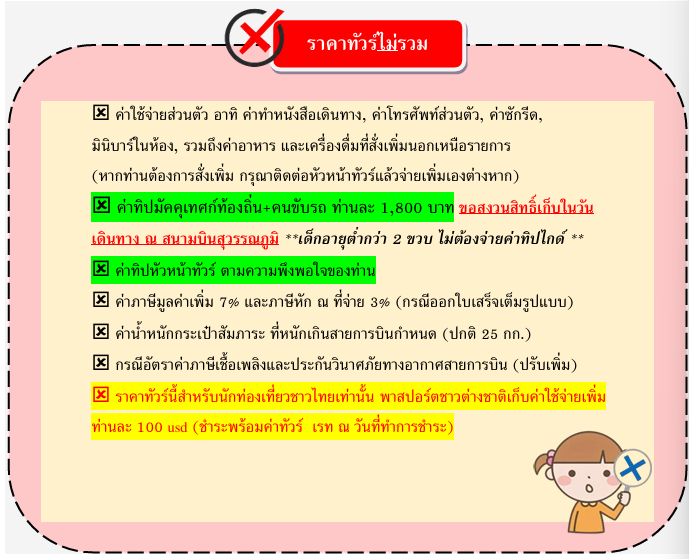 ราคาทัวร์ไม่รวม
ค่าใช้จ่ายส่วนตัว อาทิ ค่าทำหนังสือเดินทาง, ค่าโทรศัพท์ส่วนตัว, ค่าซักรีด,
มินิบาร์ในห้อง, รวมถึงค่าอาหาร และเครื่องดื่มที่สั่งเพิ่มนอกเหนือรายการ
(หากท่านต้องการสั่งเพิ่ม กรุณาติดต่อหัวหน้าทัวร์แล้วจ่ายเพิ่มเองต่างหาก)
ค่าทิปมัคคุเทศก์ท้องถิ่น+คนขับรถ ท่านละ 1,800 บาท ขอสงวนสิทธิ์เก็บในวัน
เดินทาง ณ สนามบินสุวรรณภูมิ **เด็กอายุต่ำกว่า 2 ขวบ ไม่ต้องจ่ายค่าทิปไกด์ **
ค่าทิปหัวหน้าทัวร์ ตามความพึงพอใจของท่าน
ค่าภาษีมูลค่าเพิ่ม 7% และภาษีหัก ณ ที่จ่าย 3% (กรณีออกใบเสร็จเต็มรูปแบบ)
ค่าน้ำหนักกระเป๋าสัมภาระ ที่หนักเกินสายการบินกำหนด (ปกติ 25 กก.)
กรณีอัตราค่าภาษีเชื้อเพลิงและประกันวินาศภัยทางอากาศสายการบิน (ปรับเพิ่ม)
ราคาทัวร์นี้สำหรับนักท่องเที่ยวชาวไทยเท่านั้น พาสปอร์ตชาวต่างชาติเก็บค่าใช้จ่ายเพิ่ม
ท่านละ 100 usd (ชำระพร้อมค่าทัวร์ เรท ณ วันที่ทำการชำระ)